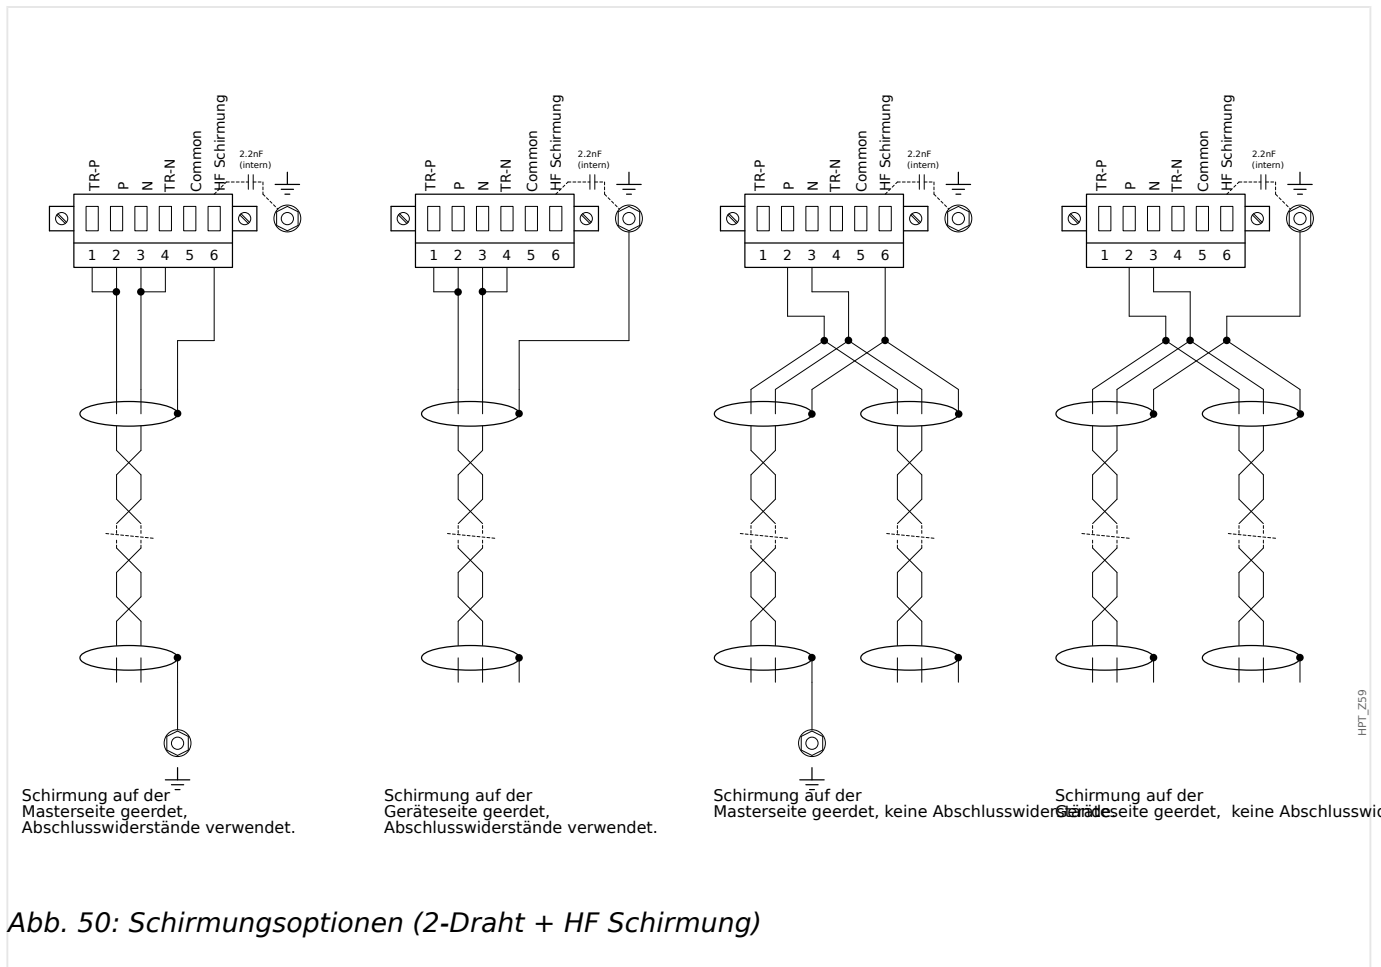 TR-P P N TR-N Common HF Schirmung
2.2nF
(intern)
1 2 3 4 5 6
TR-P P N TR-N Common HF Schirmung
2.2nF
(intern)
1 2 3 4 5 6
TR-P P N TR-N Common HF Schirmung
2.2nF
(intern)
1 2 3 4 5 6
TR-P P N TR-N Common HF Schirmung
2.2nF
(intern)
1 2 3 4 5 6
HPT_Z59
Schirmung auf der
Masterseite geerdet,
Abschlusswiderstände verwendet.
Schirmung auf der
Geräteseite geerdet,
Abschlusswiderstände verwendet.
Schirmung auf der
Masterseite geerdet, keine Abschlusswiderstände.
Schirmung auf der
Geräteseite geerdet, keine Abschlusswid
Abb. 50: Schirmungsoptionen (2-Draht + HF Schirmung)